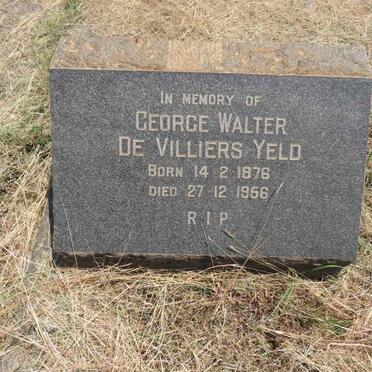 IN MEMORY OF
GEORGE WALTER
DE VILLIERS YELD
BORN 14·2·1876
DIED 27·12·1956
R I P